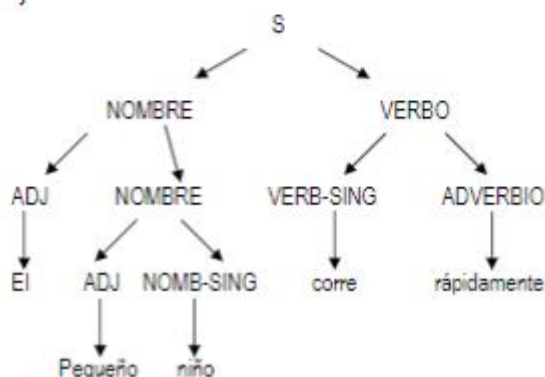 S
NOMBRE VERBO
ADJ NOMBRE VERB-SING ADVERBIO
El ADJ NOMB-SING corre rápidamente
Pequeño niño